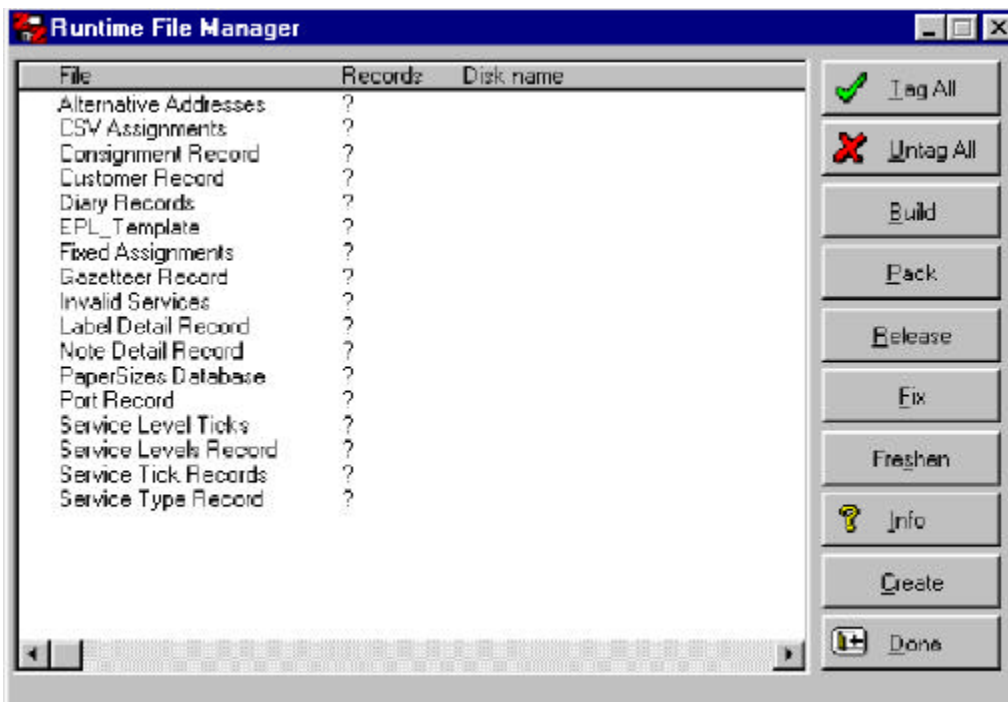 Runtime File Manager
File Records Disk name
Alternative Addresses ?
CSV Assignments ?
Consignment Record ?
Customer Record ?
Diary Records ?
EPL_Template ?
Fixed Assignments ?
Gazetteer Record ?
Invalid Services ?
Label Detail Record ?
Note Detail Record ?
PaperSizes Database ?
Port Record ?
Service Level Ticks ?
Service Levels Record ?
Service Tick Records ?
Service Type Record ?
Tag All
Untag All
Build
Pack
Release
Fix
Freshen
? Info
Create
Done